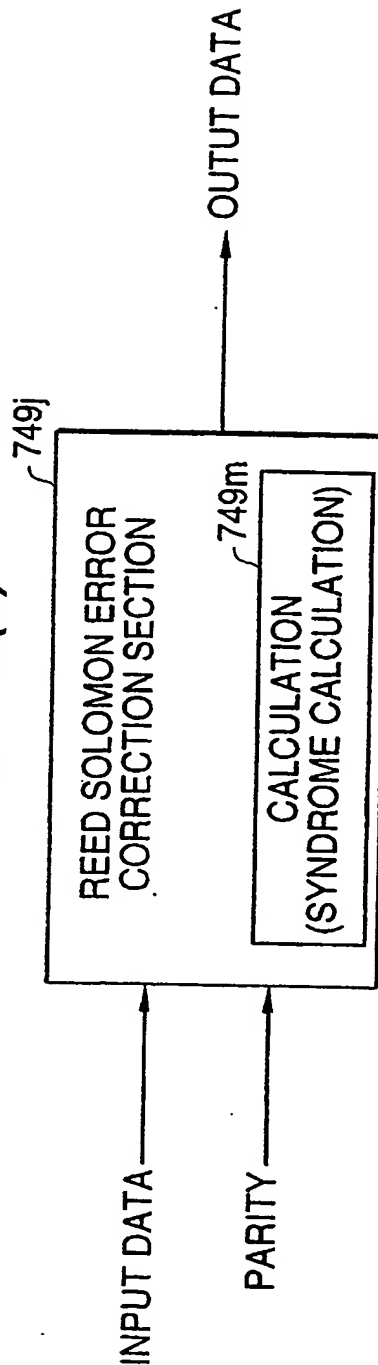 749j
REED SOLOMON ERROR
CORRECTION SECTION
749m
CALCULATION
(SYNDROME CALCULATION)
INPUT DATA
PARITY
OUTUT DATA